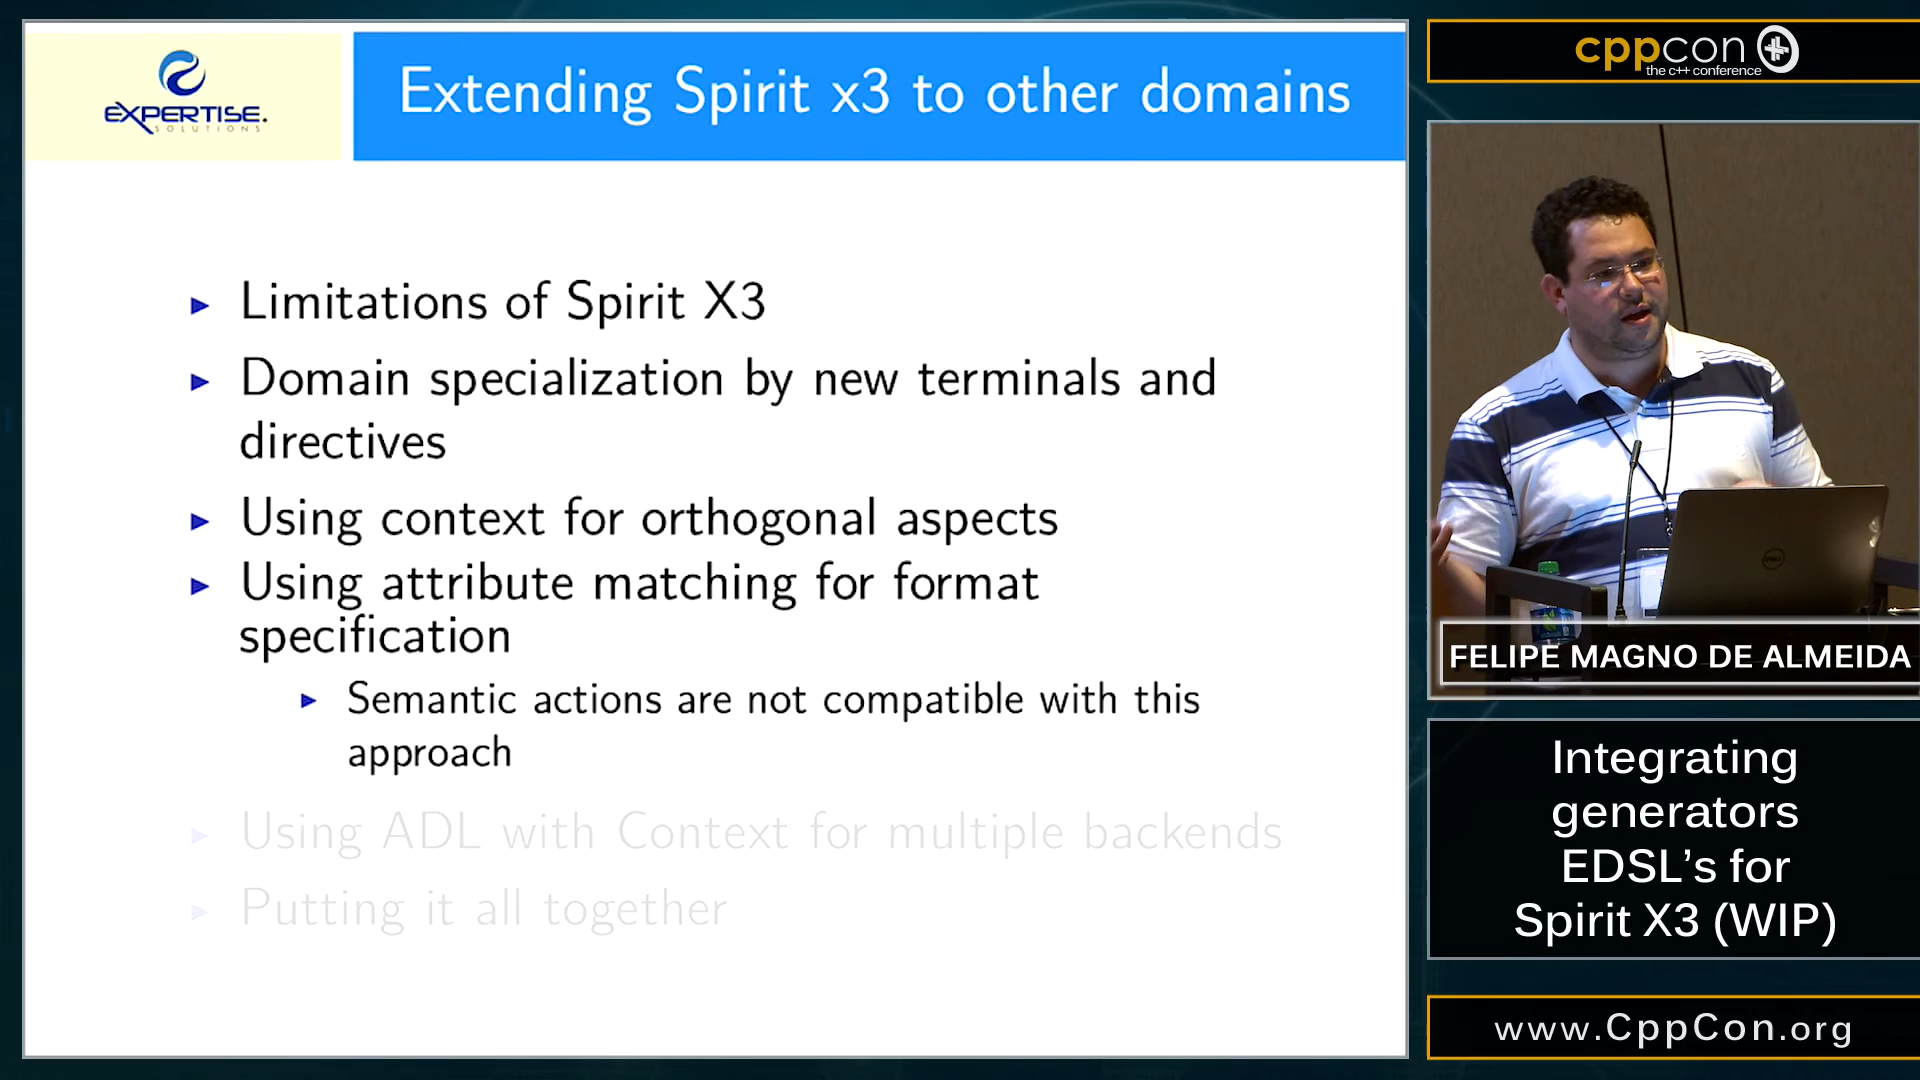 EXPERTISE.
SOLUTIONS
Extending Spirit x3 to other domains
Limitations of Spirit X3
Domain specialization by new terminals and
directives
Using context for orthogonal aspects
Using attribute matching for format
specification
Semantic actions are not compatible with this
approach
Using ADL with Context for multiple backends
Putting it all together
cppcon
the c++ conference
DELL
FELIPE MAGNO DE ALMEIDA
Integrating
generators
EDSL’s for
Spirit X3 (WIP)
www.CppCon.org